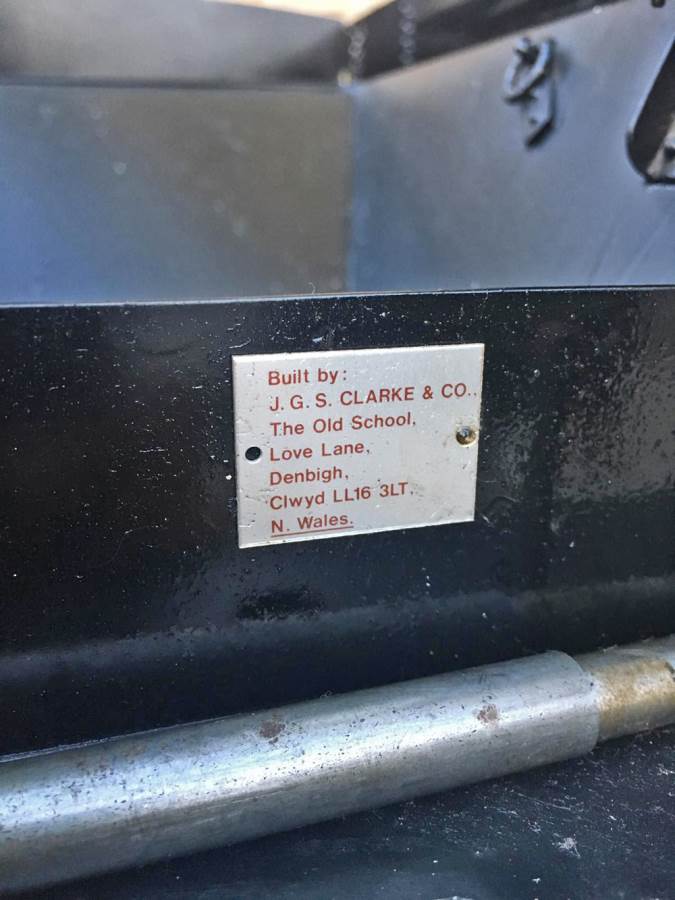 Built by:
J. G. S. CLARKE & CO.,
The Old School,
Love Lane,
Denbigh,
Clwyd LL16 3LT,
N. Wales.